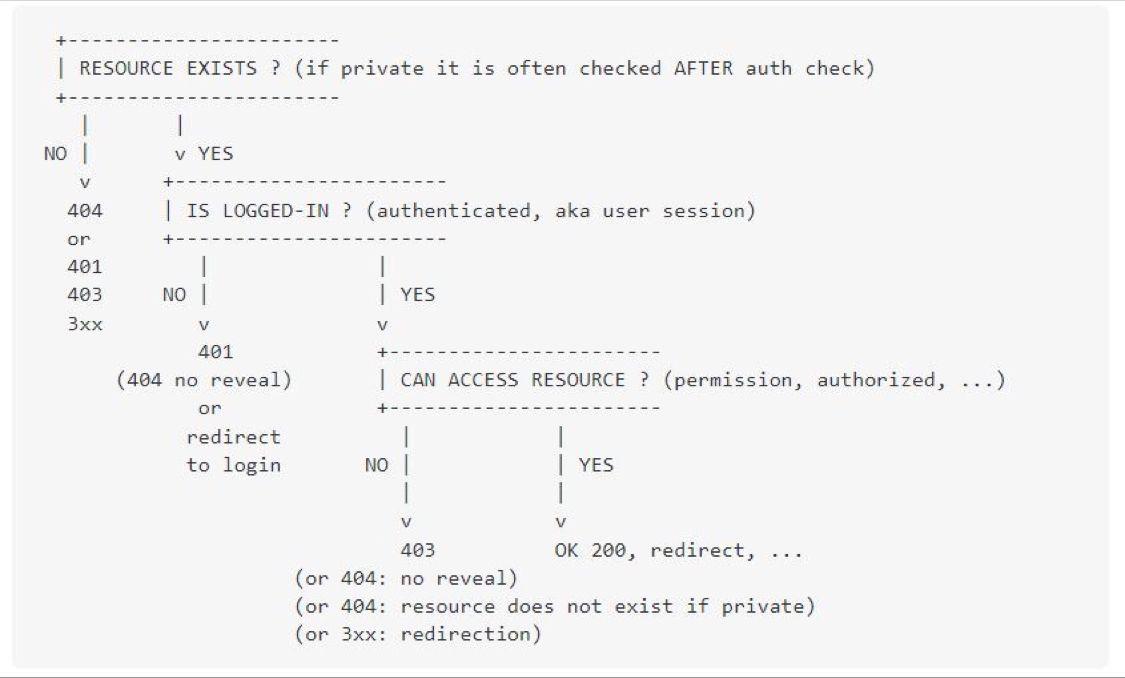 +-----------------------
| RESOURCE EXISTS ? (if private it is often checked AFTER auth check)
+-----------------------
| |
NO | v YES
v +-----------------------
404 | IS LOGGED-IN ? (authenticated, aka user session)
or +-----------------------
401 | |
403 NO | | YES
3xx v v
401 +-----------------------
(404 no reveal) | CAN ACCESS RESOURCE ? (permission, authorized, ...)
or +-----------------------
redirect | |
to login NO | | YES
| |
v v
403 OK 200, redirect, ...
(or 404: no reveal)
(or 404: resource does not exist if private)
(or 3xx: redirection)